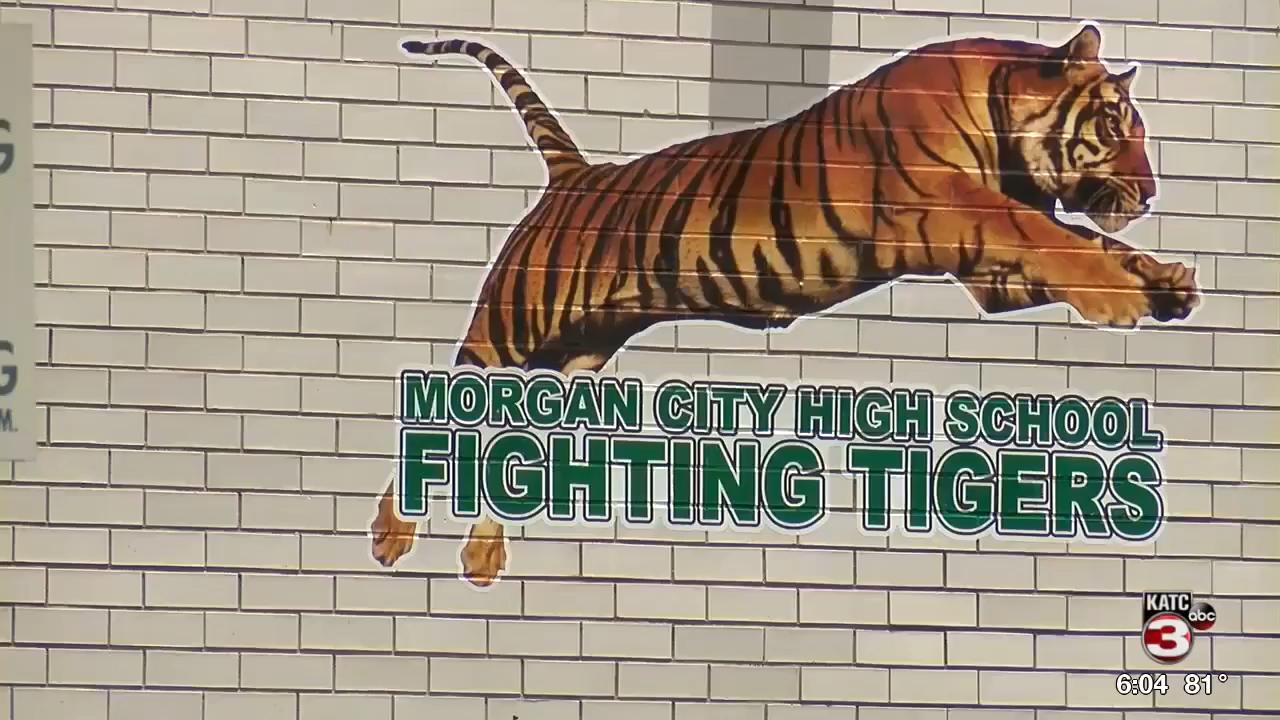 MORGAN CITY HIGH SCHOOL
FIGHTING TIGERS
G
G
M.
KATC
abc
3
6:04 81°